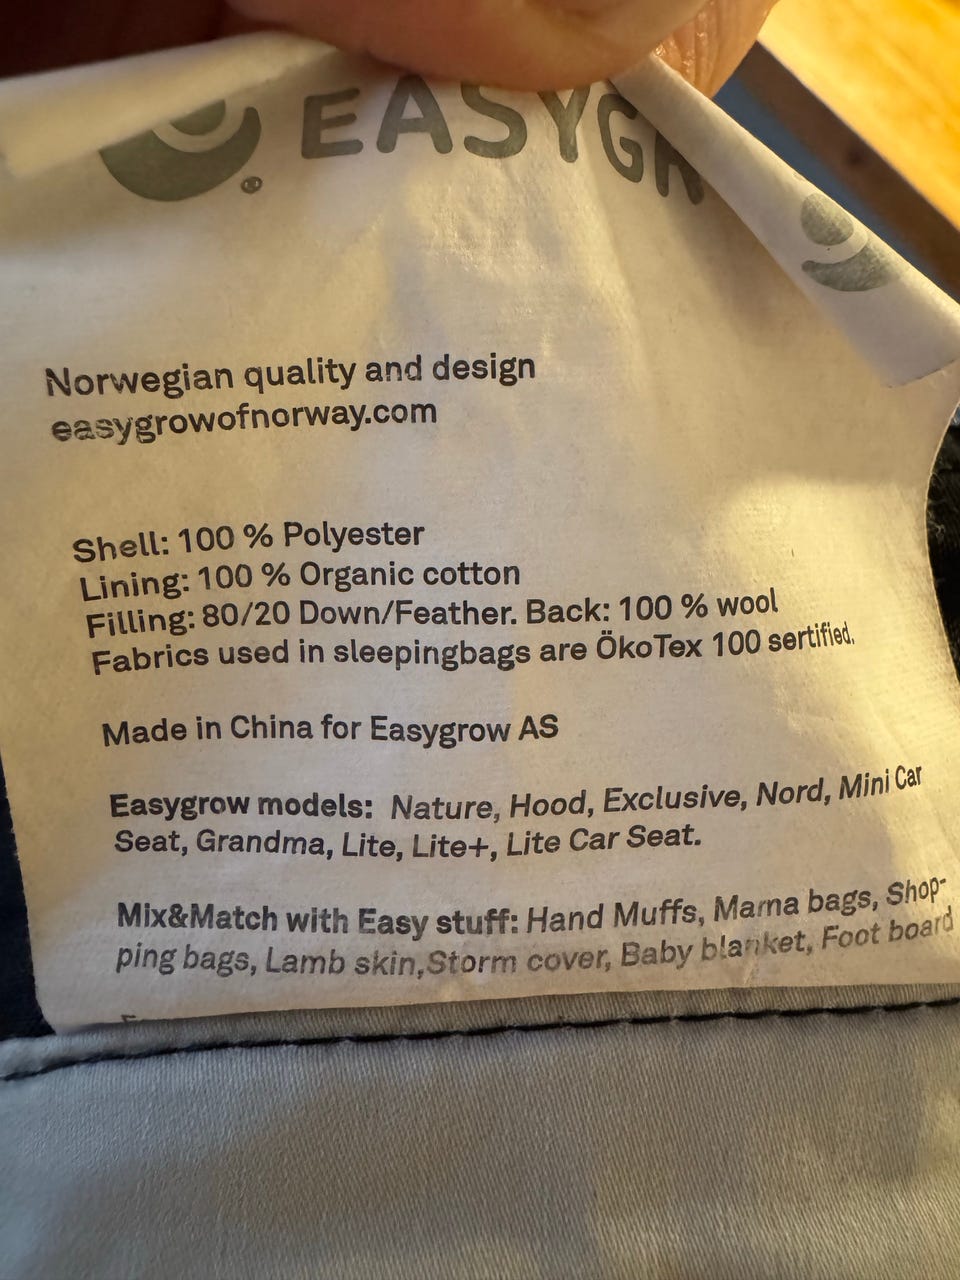 EASYGR
Norwegian quality and design
easygrowofnorway.com
Shell: 100 % Polyester
Lining: 100 % Organic cotton
Filling: 80/20 Down/Feather. Back: 100 % wool
Fabrics used in sleepingbags are ÖkoTex 100 sertified.
Made in China for Easygrow AS
Easygrow models: Nature, Hood, Exclusive, Nord, Mini Car
Seat, Grandma, Lite, Lite+, Lite Car Seat.
Mix&Match with Easy stuff: Hand Muffs, Mama bags, Shop-
ping bags, Lamb skin,Storm cover, Baby blanket, Foot board